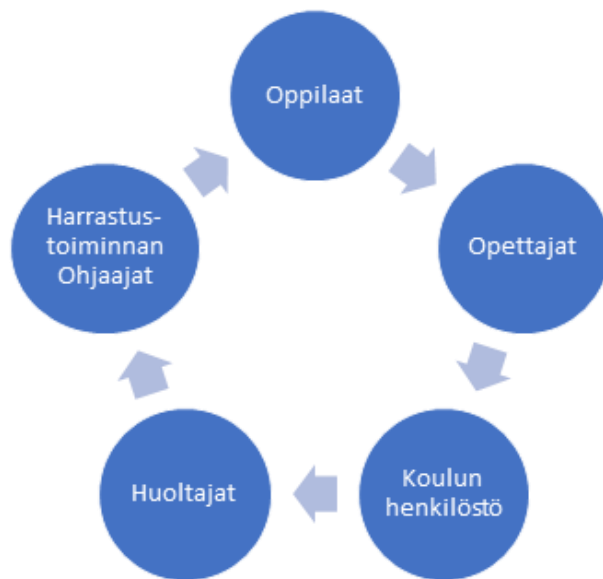 Oppilaat
Opettajat
Koulun
henkilöstö
Huoltajat
Harrastus-
toiminnan
Ohjaajat